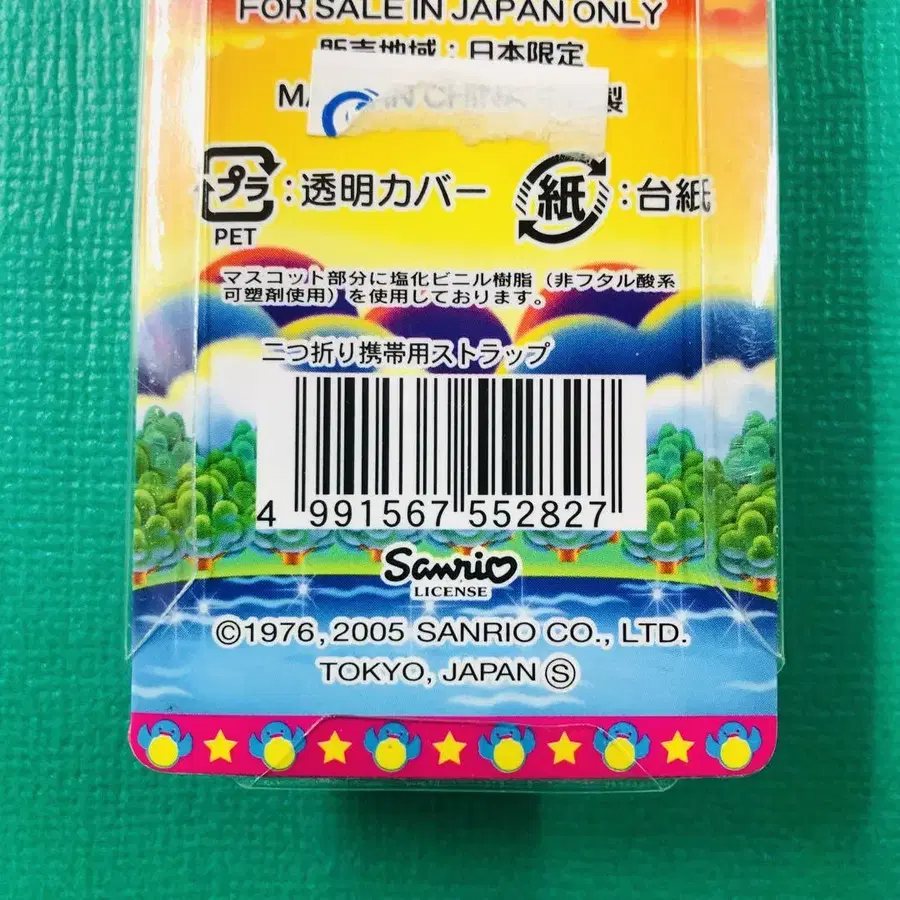 FOR SALE IN JAPAN ONLY
販売地域：日本限定
MADE IN CHINA 製
プラ：透明カバー
PET
紙：台紙
マスコット部分に塩化ビニル樹脂（非フタル酸系
可塑剤使用）を使用しております。
二つ折り携帯用ストラップ
4 991567 552827
Sanrio
LICENSE
©1976, 2005 SANRIO CO., LTD.
TOKYO, JAPAN Ⓢ